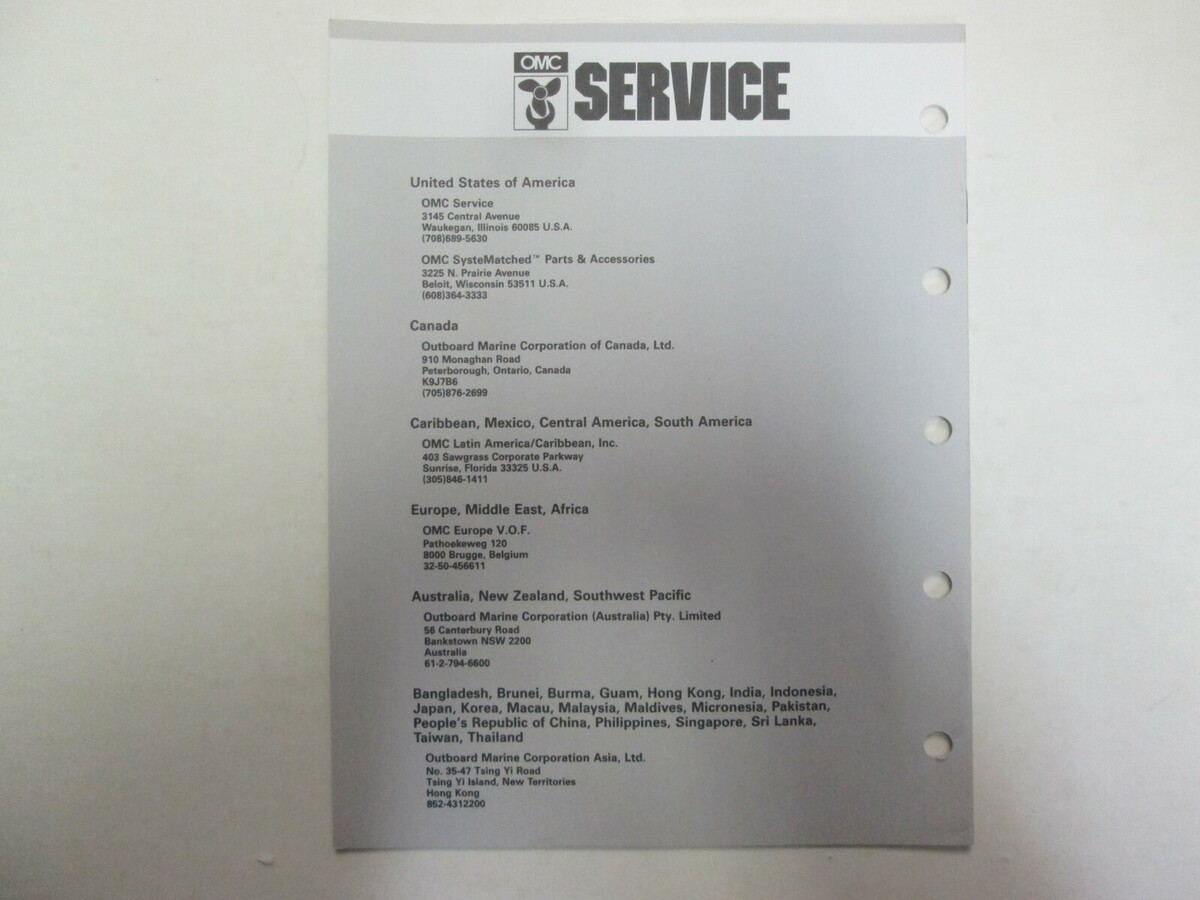 OMC
SERVICE
United States of America
OMC Service
3145 Central Avenue
Waukegan, Illinois 60085 U.S.A.
(708)689-5630
OMC SysteMatched™ Parts & Accessories
3225 N. Prairie Avenue
Beloit, Wisconsin 53511 U.S.A.
(608)364-3333
Canada
Outboard Marine Corporation of Canada, Ltd.
910 Monaghan Road
Peterborough, Ontario, Canada
K9J7B6
(705)876-2699
Caribbean, Mexico, Central America, South America
OMC Latin America/Caribbean, Inc.
403 Sawgrass Corporate Parkway
Sunrise, Florida 33325 U.S.A.
(305)846-1411
Europe, Middle East, Africa
OMC Europe V.O.F.
Pathoekeweg 120
8000 Brugge, Belgium
32-50-456611
Australia, New Zealand, Southwest Pacific
Outboard Marine Corporation (Australia) Pty. Limited
56 Canterbury Road
Bankstown NSW 2200
Australia
61-2-794-6600
Bangladesh, Brunei, Burma, Guam, Hong Kong, India, Indonesia,
Japan, Korea, Macau, Malaysia, Maldives, Micronesia, Pakistan,
People's Republic of China, Philippines, Singapore, Sri Lanka,
Taiwan, Thailand
Outboard Marine Corporation Asia, Ltd.
No. 35-47 Tsing Yi Road
Tsing Yi Island, New Territories
Hong Kong
852-4312200